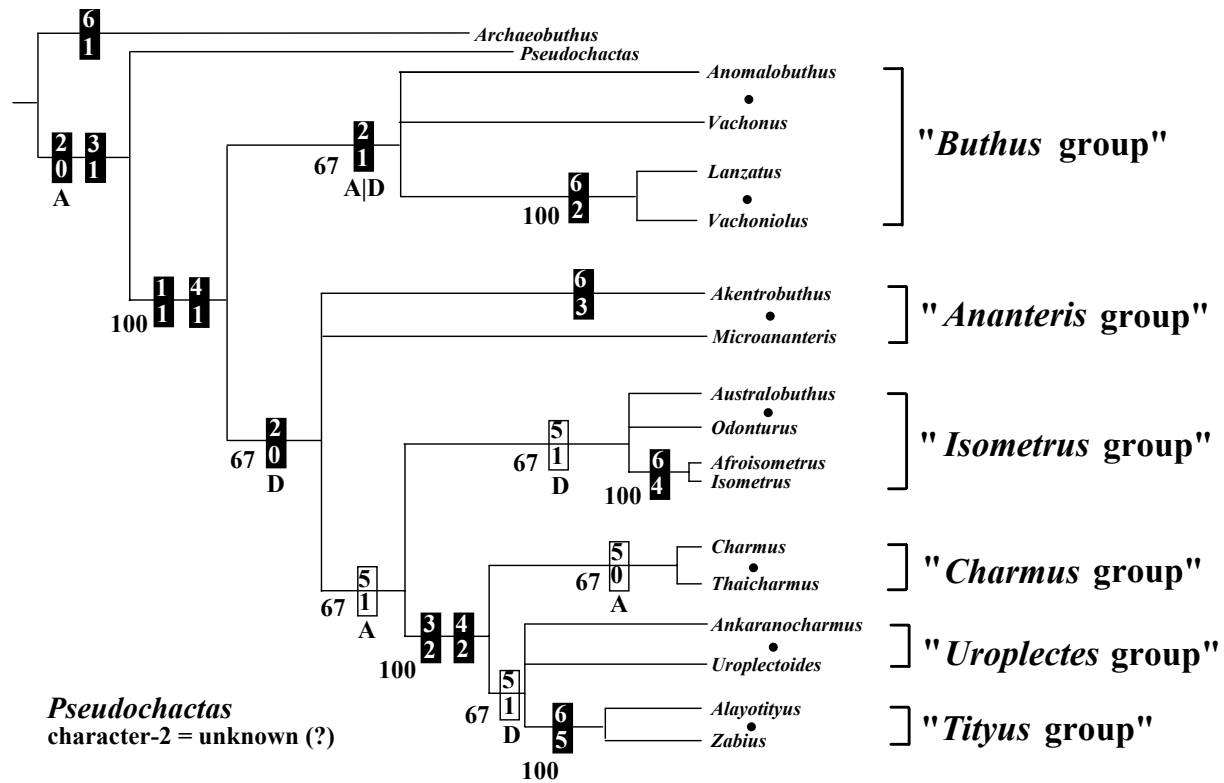 6
1
Archaeobuthus
Pseudochactas
2 3
0 1
A
Anomalobuthus
•
Vachonus
2
1
67
A|D
Lanzatus
•
Vachoniolus
6
2
100
"Buthus group"
1 4
1 1
100
6
3
Akentrobuthus
•
Microananteris
"Ananteris group"
2
0
67
D
Australobuthus
•
Odonturus
5
1
67
D
6
4
100
Afroisometrus
Isometrus
"Isometrus group"
5
1
67
A
Charmus
•
Thaicharmus
5
0
67
A
"Charmus group"
3 4
2 2
100
Ankaranocharmus
•
Uroplectoides
"Uroplectes group"
5
1
67
D
6
5
100
Alayotityus
•
Zabius
"Tityus group"
Pseudochactas
character-2 = unknown (?)